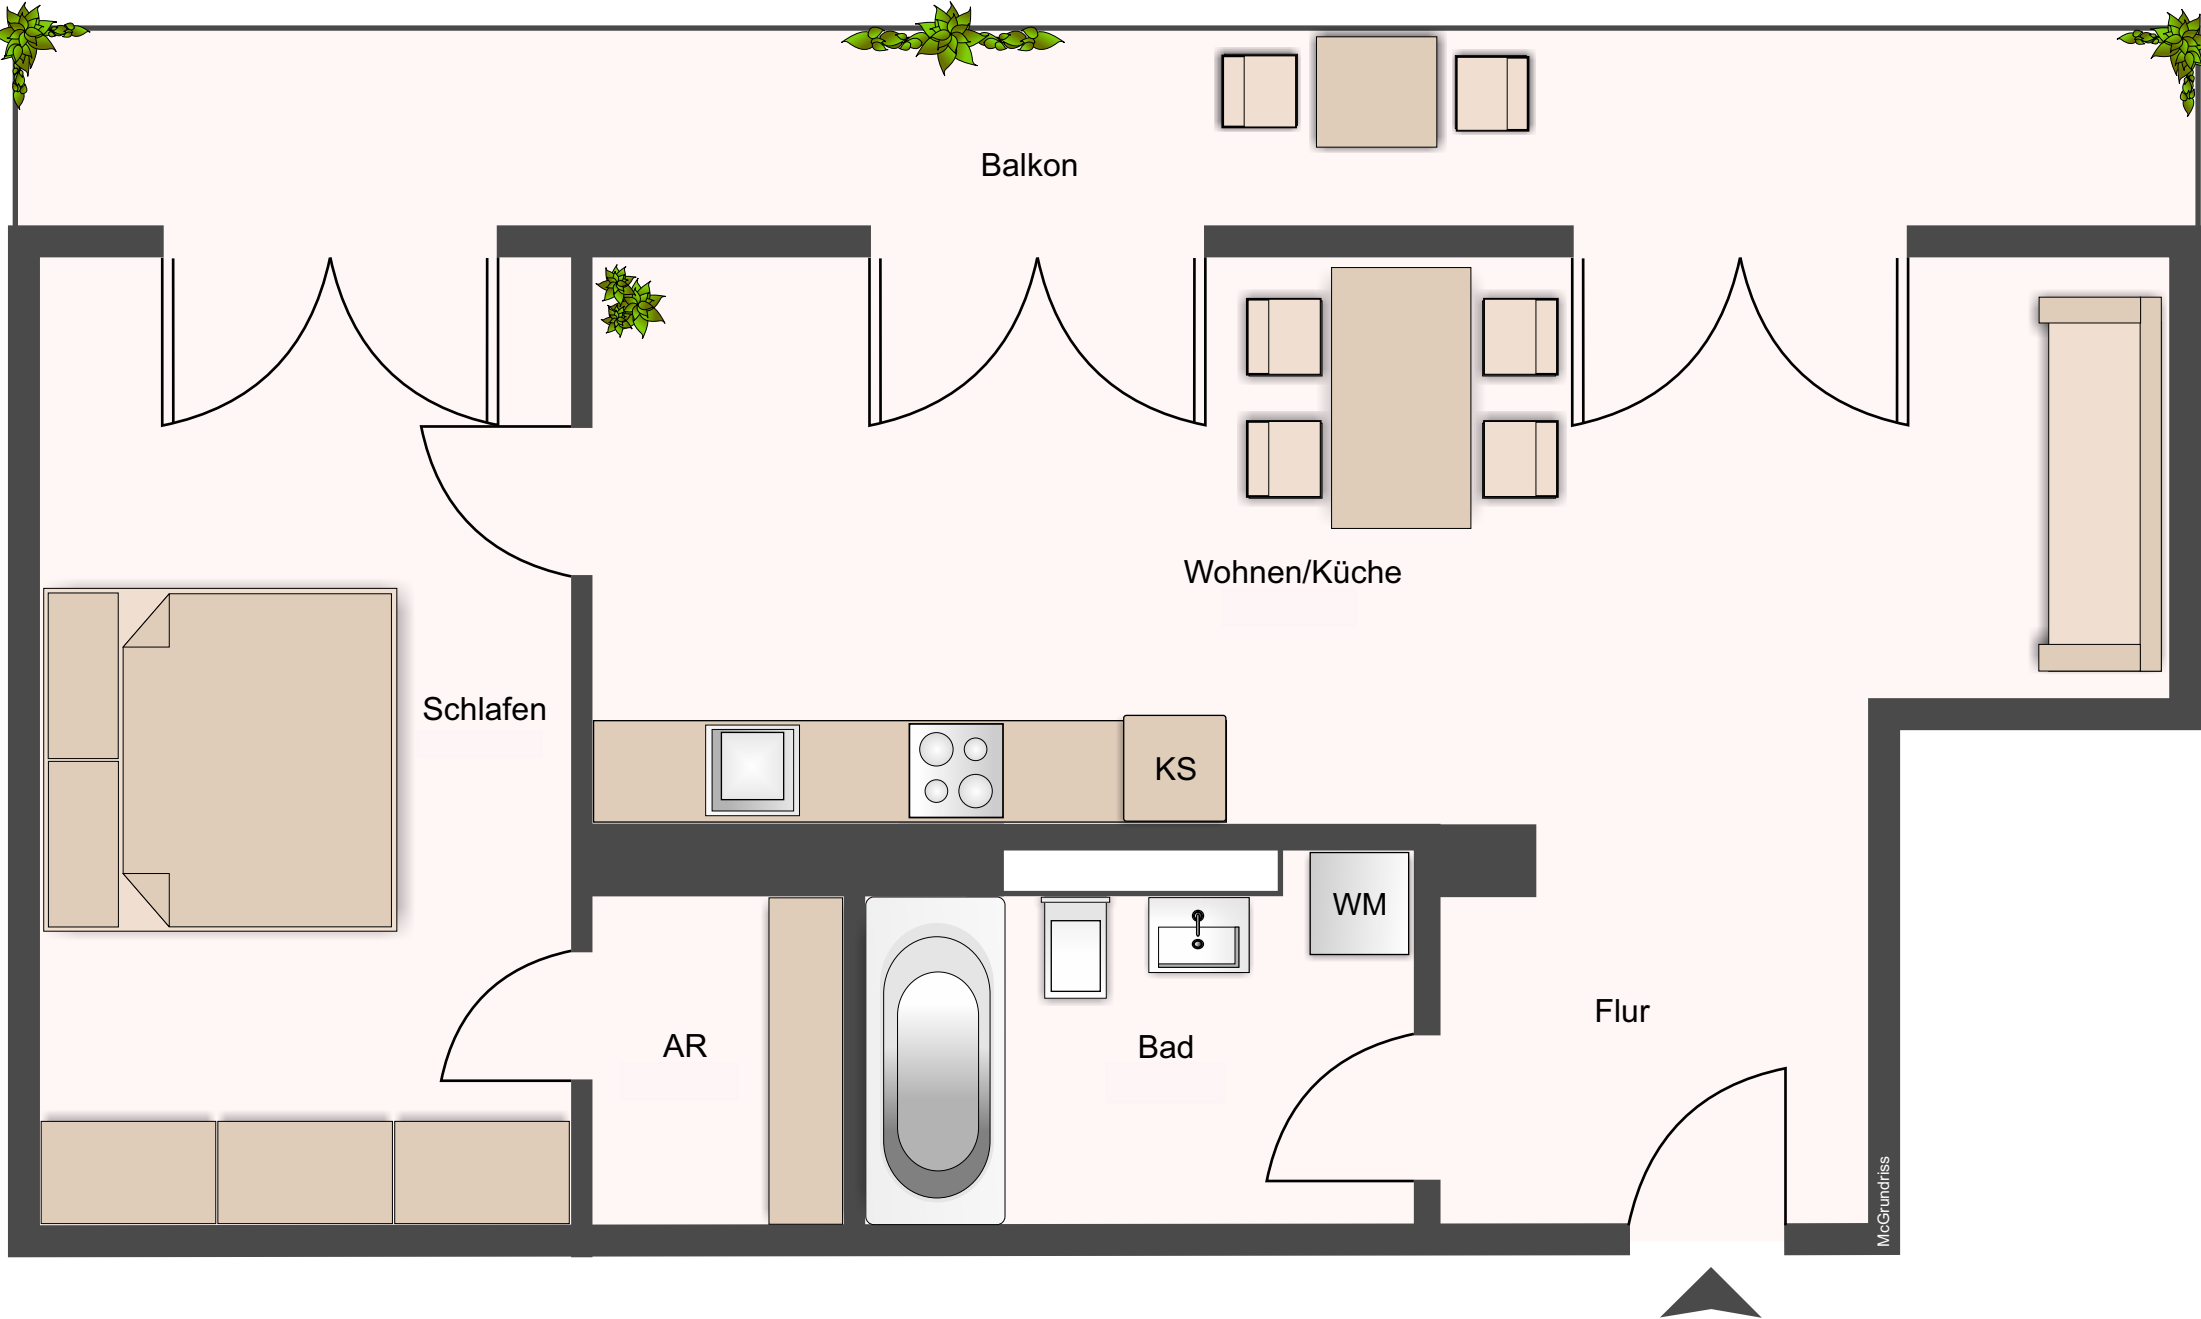 Balkon
Wohnen/Küche
Schlafen
KS
WM
Flur
AR
Bad
McGrundriss